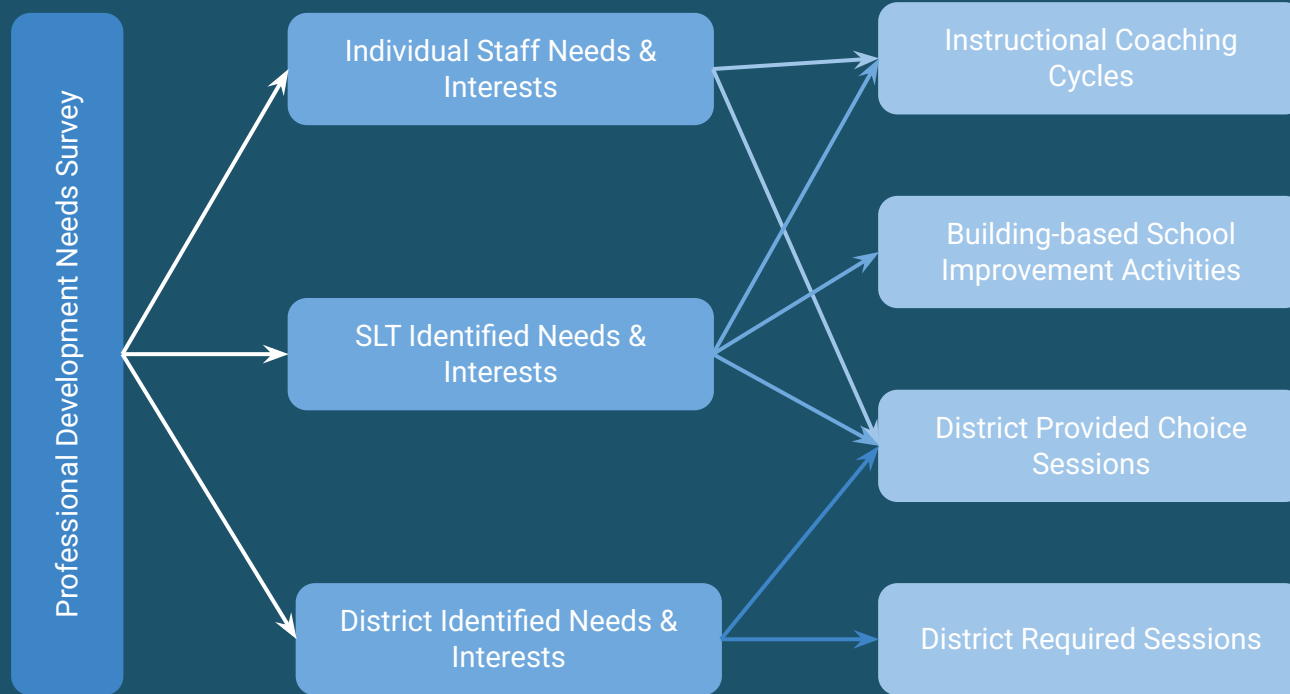 Professional Development Needs Survey
Individual Staff Needs &
Interests
SLT Identified Needs &
Interests
District Identified Needs &
Interests
Instructional Coaching
Cycles
Building-based School
Improvement Activities
District Provided Choice
Sessions
District Required Sessions